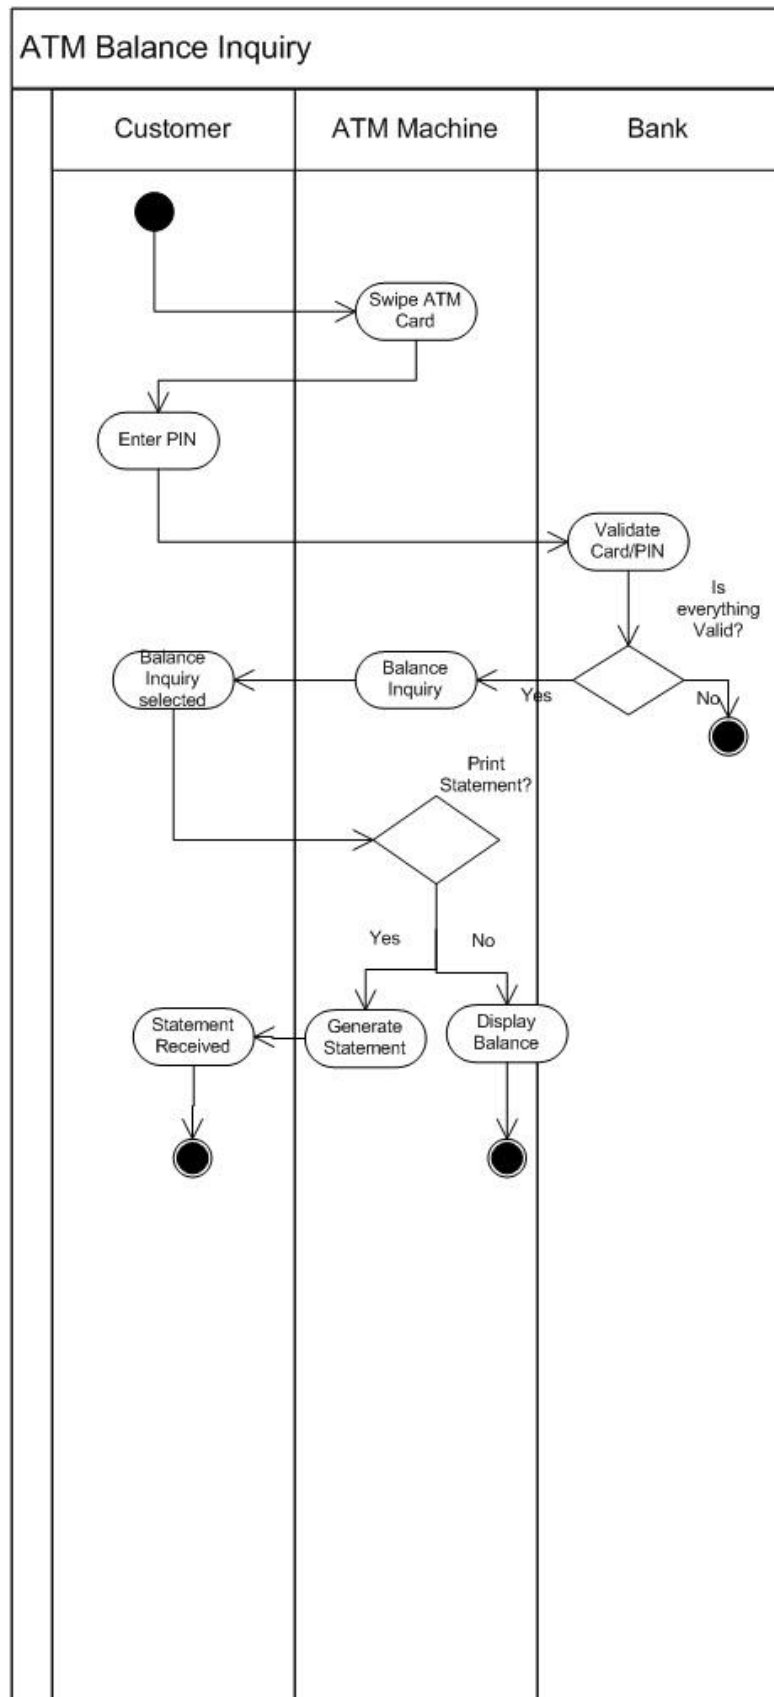 ATM Balance Inquiry
Customer
ATM Machine
Bank
Swipe ATM
Card
Enter PIN
Validate
Card/PIN
Is
everything
Valid?
Balance
Inquiry
selected
Balance
Inquiry
Yes
No
Print
Statement?
Yes
No
Statement
Received
Generate
Statement
Display
Balance